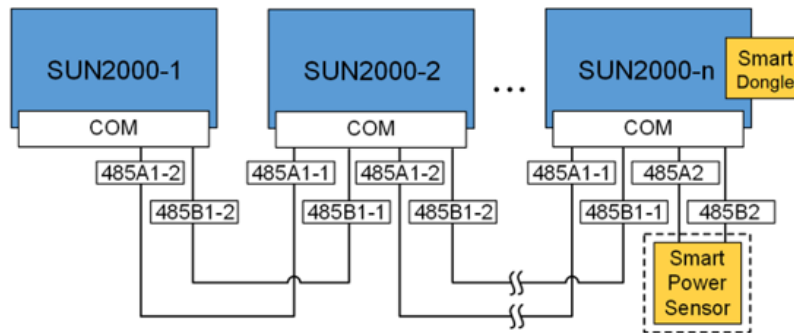 SUN2000-1
SUN2000-2
...
SUN2000-n
Smart
Dongle
COM
COM
COM
485A1-2
485A1-1
485A1-2
485A1-1
485A2
485B1-2
485B1-1
485B1-2
485B1-1
485B2
Smart
Power
Sensor